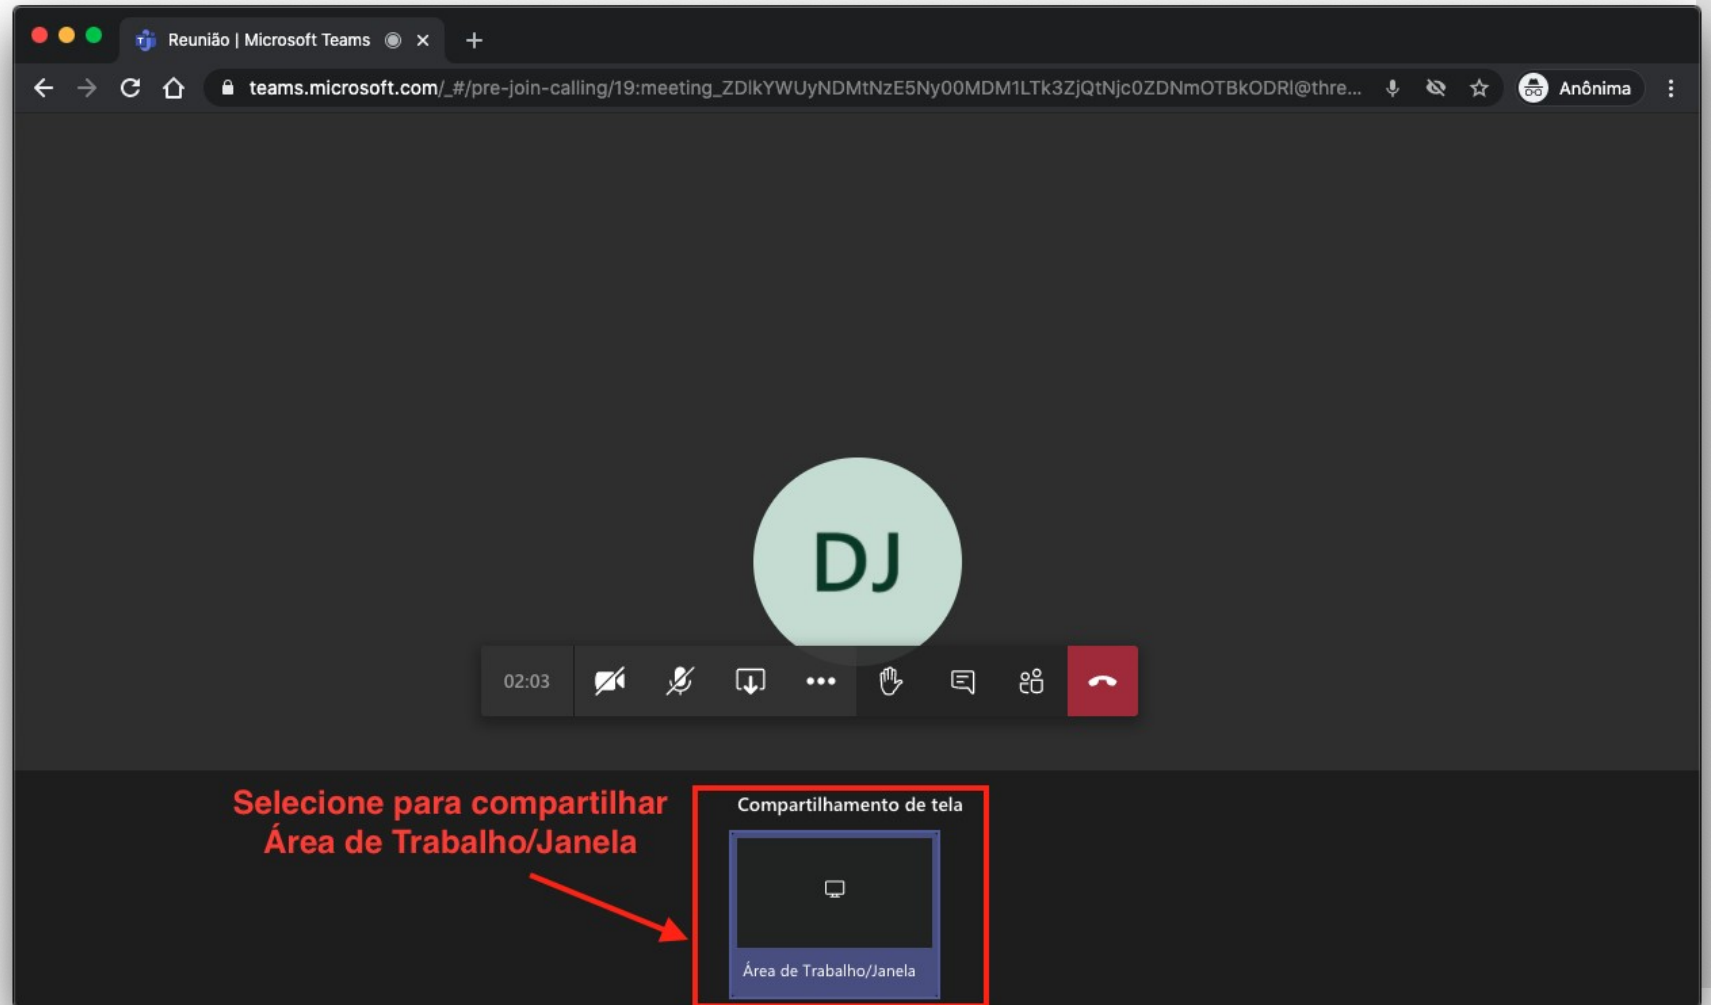 Reunião | Microsoft Teams
teams.microsoft.com/_#/pre-join-calling/19:meeting_ZDlkYWUyNDMtNzE5Ny00MDM1LTk3ZjQtNjc0ZDNmOTBkODRl@thre...
Anônima
DJ
02:03
Selecione para compartilhar
Área de Trabalho/Janela
Compartilhamento de tela
Área de Trabalho/Janela